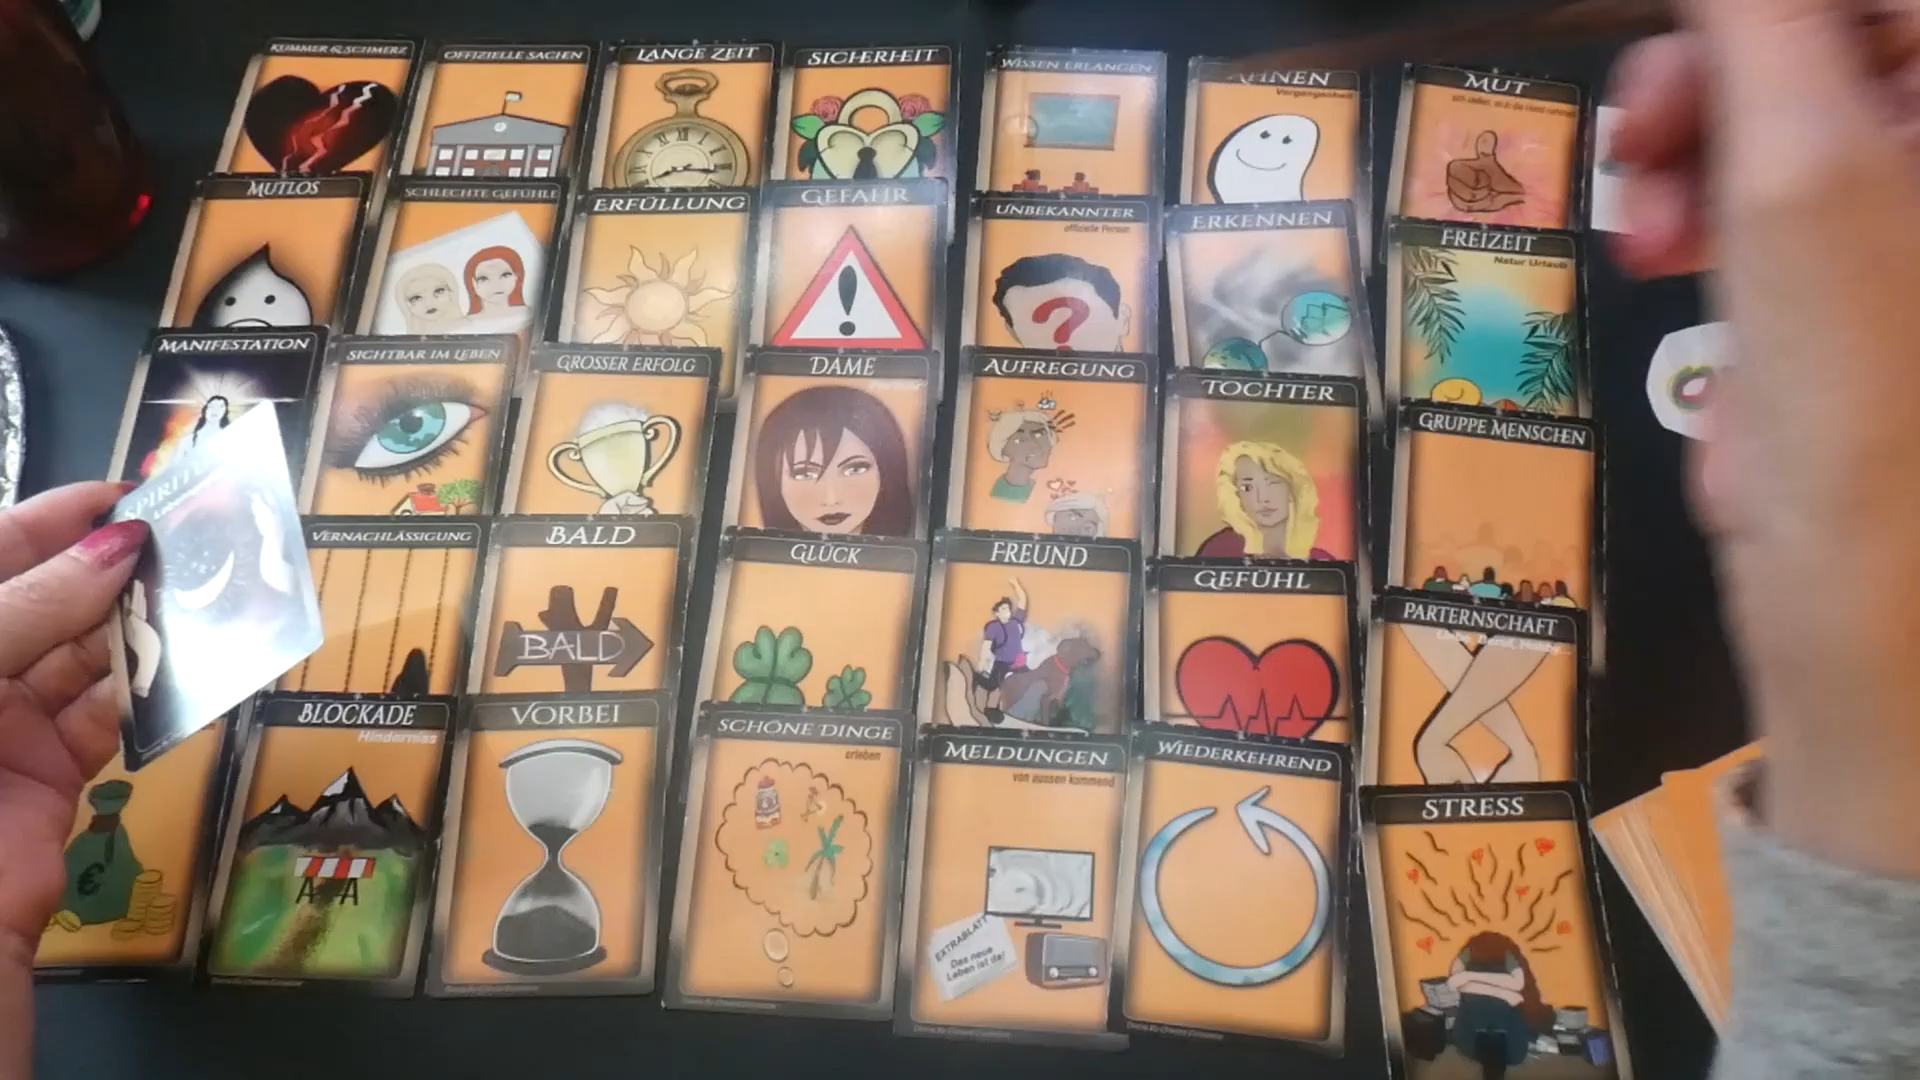 KUMMER & SCHMERZ
OFFIZIELLE SACHEN
LANGE ZEIT
SICHERHEIT
WISSEN ERLANGEN
Vergangenheit
MUT
MUTLOS
SCHLECHTE GEFÜHLE
ERFÜLLUNG
GEFAHR
UNBEKANNTER
offizielle Person
ERKENNEN
FREIZEIT
Natur Urlaub
MANIFESTATION
SICHTBAR IM LEBEN
GROSSER ERFOLG
DAME
AUFREGUNG
TOCHTER
GRUPPE MENSCHEN
VERNACHLÄSSIGUNG
BALD
BALD
GLÜCK
FREUND
GEFÜHL
PARTERNSCHAFT
BLOCKADE
Hinderniss
VORBEI
SCHÖNE DINGE
erleben
MELDUNGEN
von aussen kommend
EXTRABLATT
Das neue
Leben ist da!
WIEDERKEHREND
STRESS
€